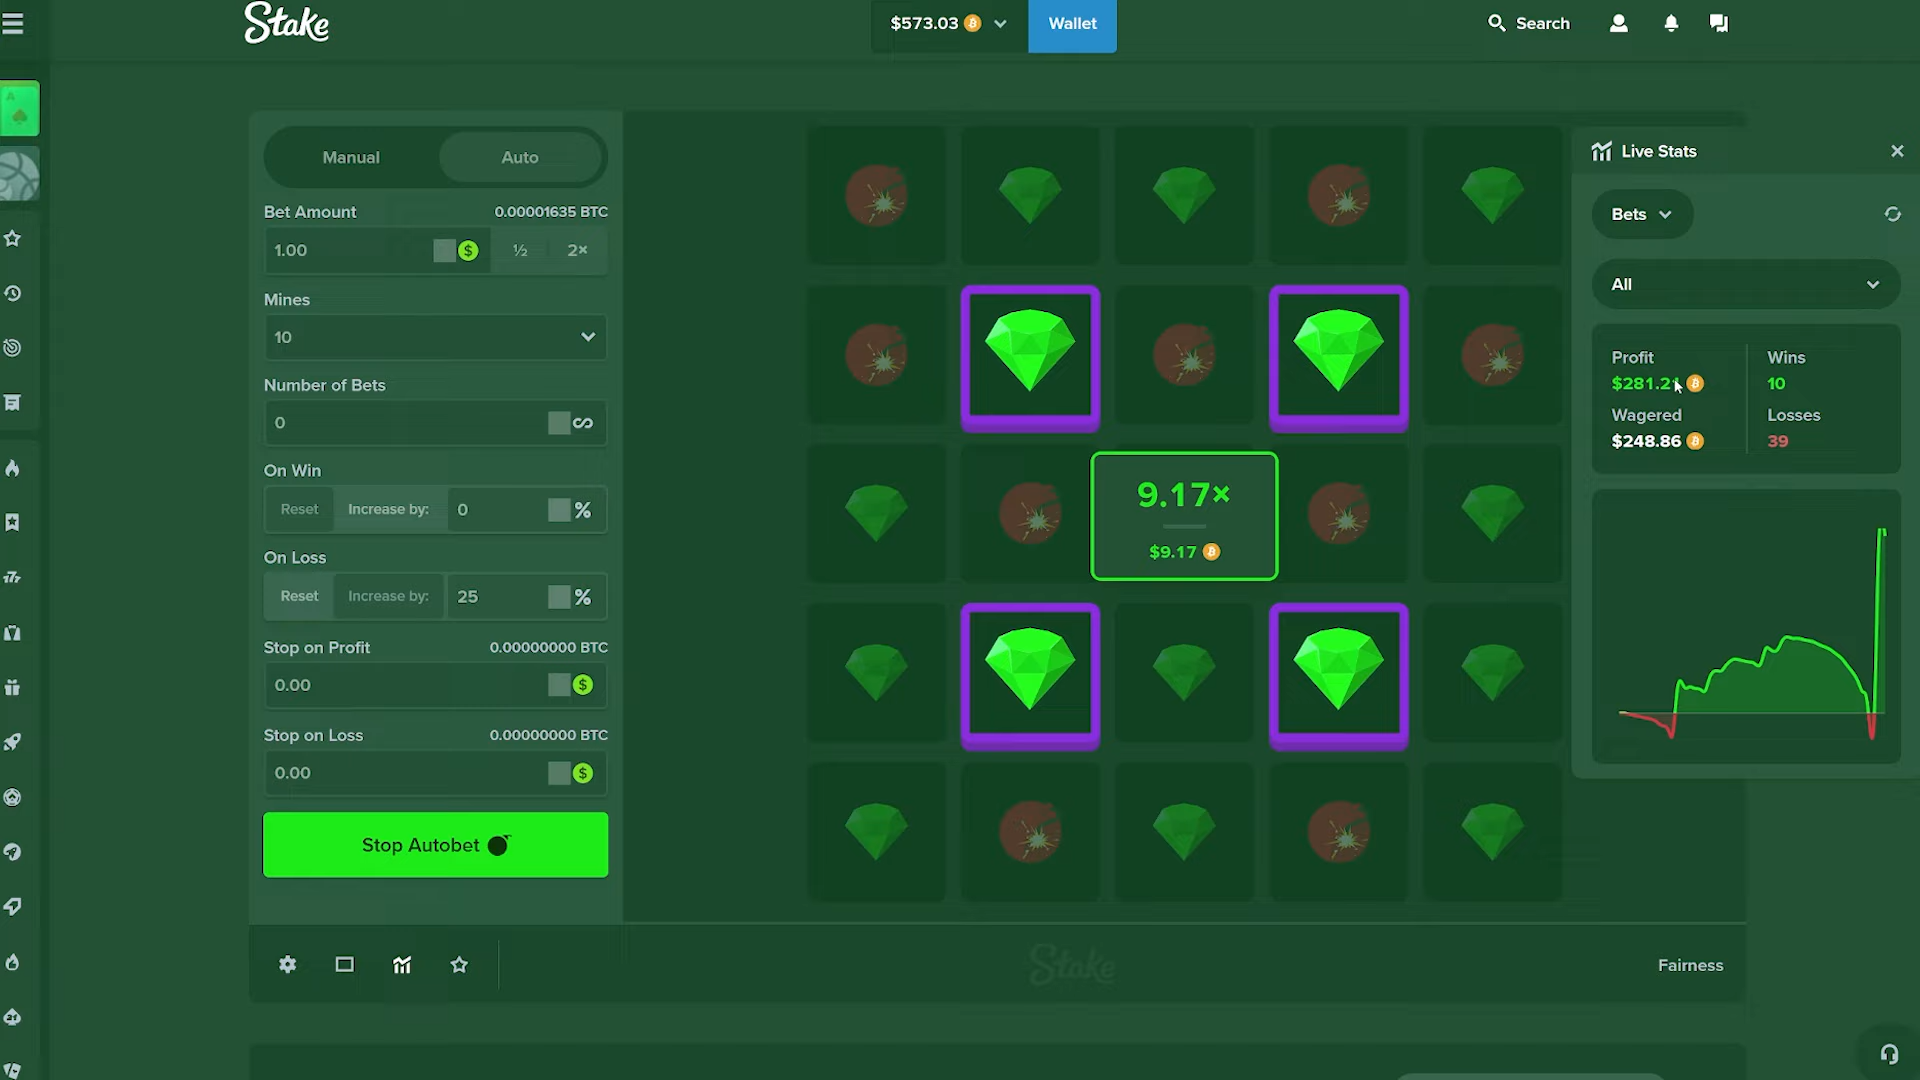 Stake
$573.03
Wallet
Search
Manual
Auto
Bet Amount
0.00001635 BTC
1.00
$
½
2×
Mines
10
Number of Bets
0
∞
On Win
Reset
Increase by:
0
%
On Loss
Reset
Increase by:
25
%
Stop on Profit
0.00000000 BTC
0.00
$
Stop on Loss
0.00000000 BTC
0.00
$
Stop Autobet
9.17×
$9.17
Live Stats
Bets
All
Profit
Wins
$281.21
10
Wagered
Losses
$248.86
39
Stake
Fairness